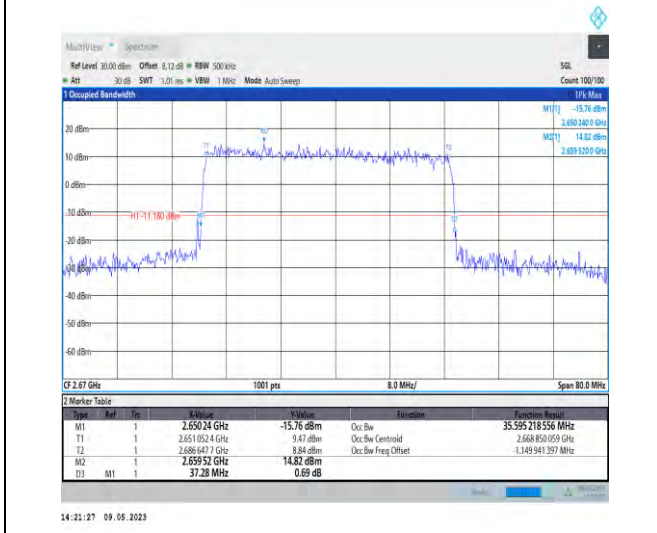 MultiView Spectrum
Ref Level 30.00 dBm Offset 8.12 dB RBW 500 kHz SGL
Att 30 dB SWT 1.01 ms VBW 1 MHz Mode Auto Sweep Count 100/100
1 Occupied Bandwidth 1Pk Max
M1[1] -15.76 dBm
2.650 240 0 GHz
M2[1] 14.82 dBm
2.659 520 0 GHz
20 dBm
M2
T1
T2
10 dBm
0 dBm
-10 dBm
H1 -11.180 dBm
M1
D3
-20 dBm
-30 dBm
-40 dBm
-50 dBm
-60 dBm
CF 2.67 GHz 1001 pts 8.0 MHz/ Span 80.0 MHz
2 Marker Table
Type Ref Trc X-Value Y-Value Function Function Result
M1 1 2.650 24 GHz -15.76 dBm Occ Bw 35.595 218 556 MHz
T1 1 2.651 052 4 GHz 9.47 dBm Occ Bw Centroid 2.668 850 059 GHz
T2 1 2.686 647 7 GHz 8.84 dBm Occ Bw Freq Offset -1.149 941 397 MHz
M2 1 2.659 52 GHz 14.82 dBm
D3 M1 1 37.28 MHz 0.69 dB
14:21:27 09.05.2023